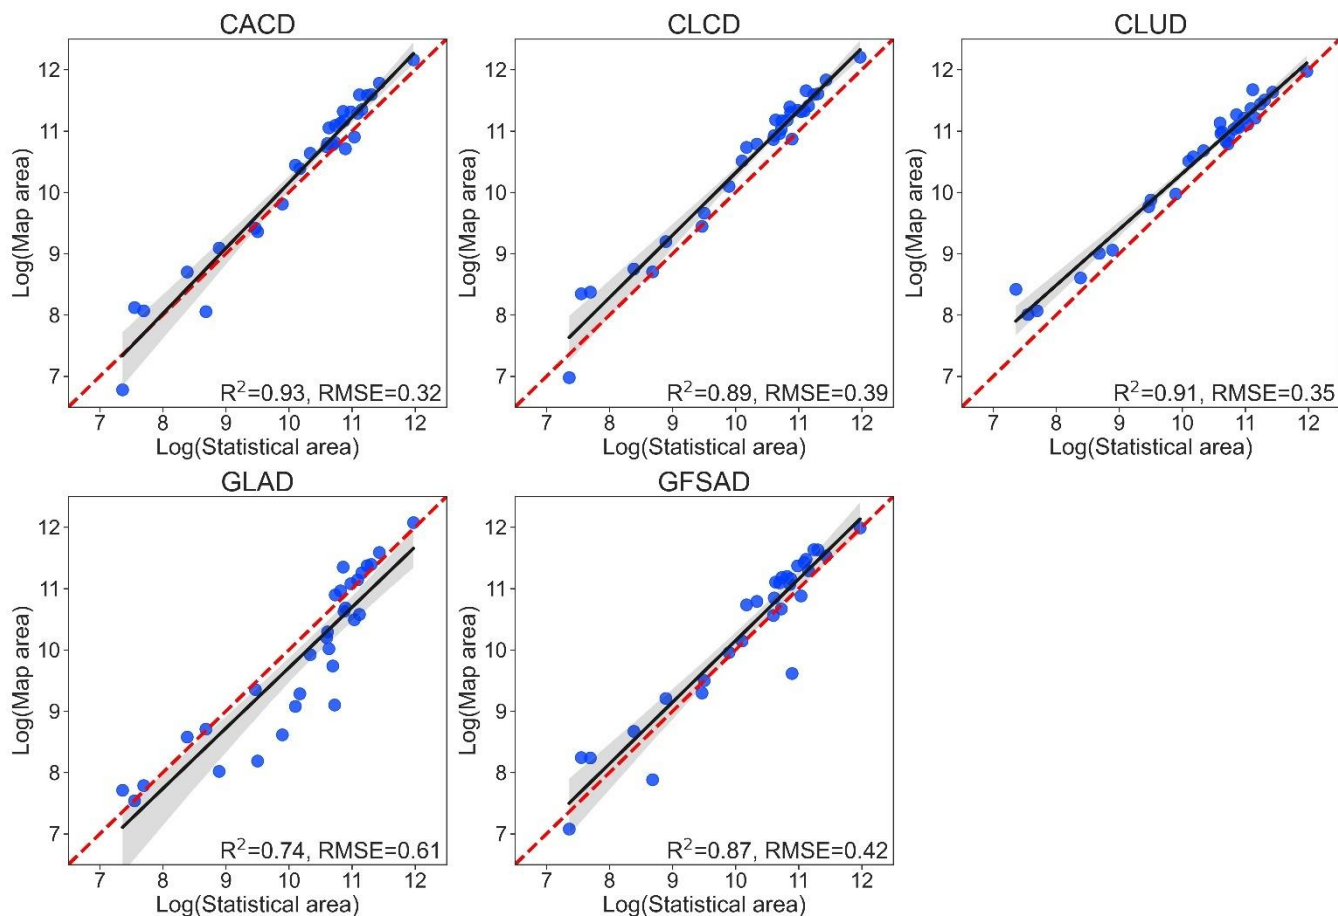 CACD
12
11
10
9
8
7
Log(Map area)
R²=0.93, RMSE=0.32
7 8 9 10 11 12
Log(Statistical area)
CLCD
12
11
10
9
8
7
Log(Map area)
R²=0.89, RMSE=0.39
7 8 9 10 11 12
Log(Statistical area)
CLUD
12
11
10
9
8
7
Log(Map area)
R²=0.91, RMSE=0.35
7 8 9 10 11 12
Log(Statistical area)
GLAD
12
11
10
9
8
7
Log(Map area)
R²=0.74, RMSE=0.61
7 8 9 10 11 12
Log(Statistical area)
GFSAD
12
11
10
9
8
7
Log(Map area)
R²=0.87, RMSE=0.42
7 8 9 10 11 12
Log(Statistical area)